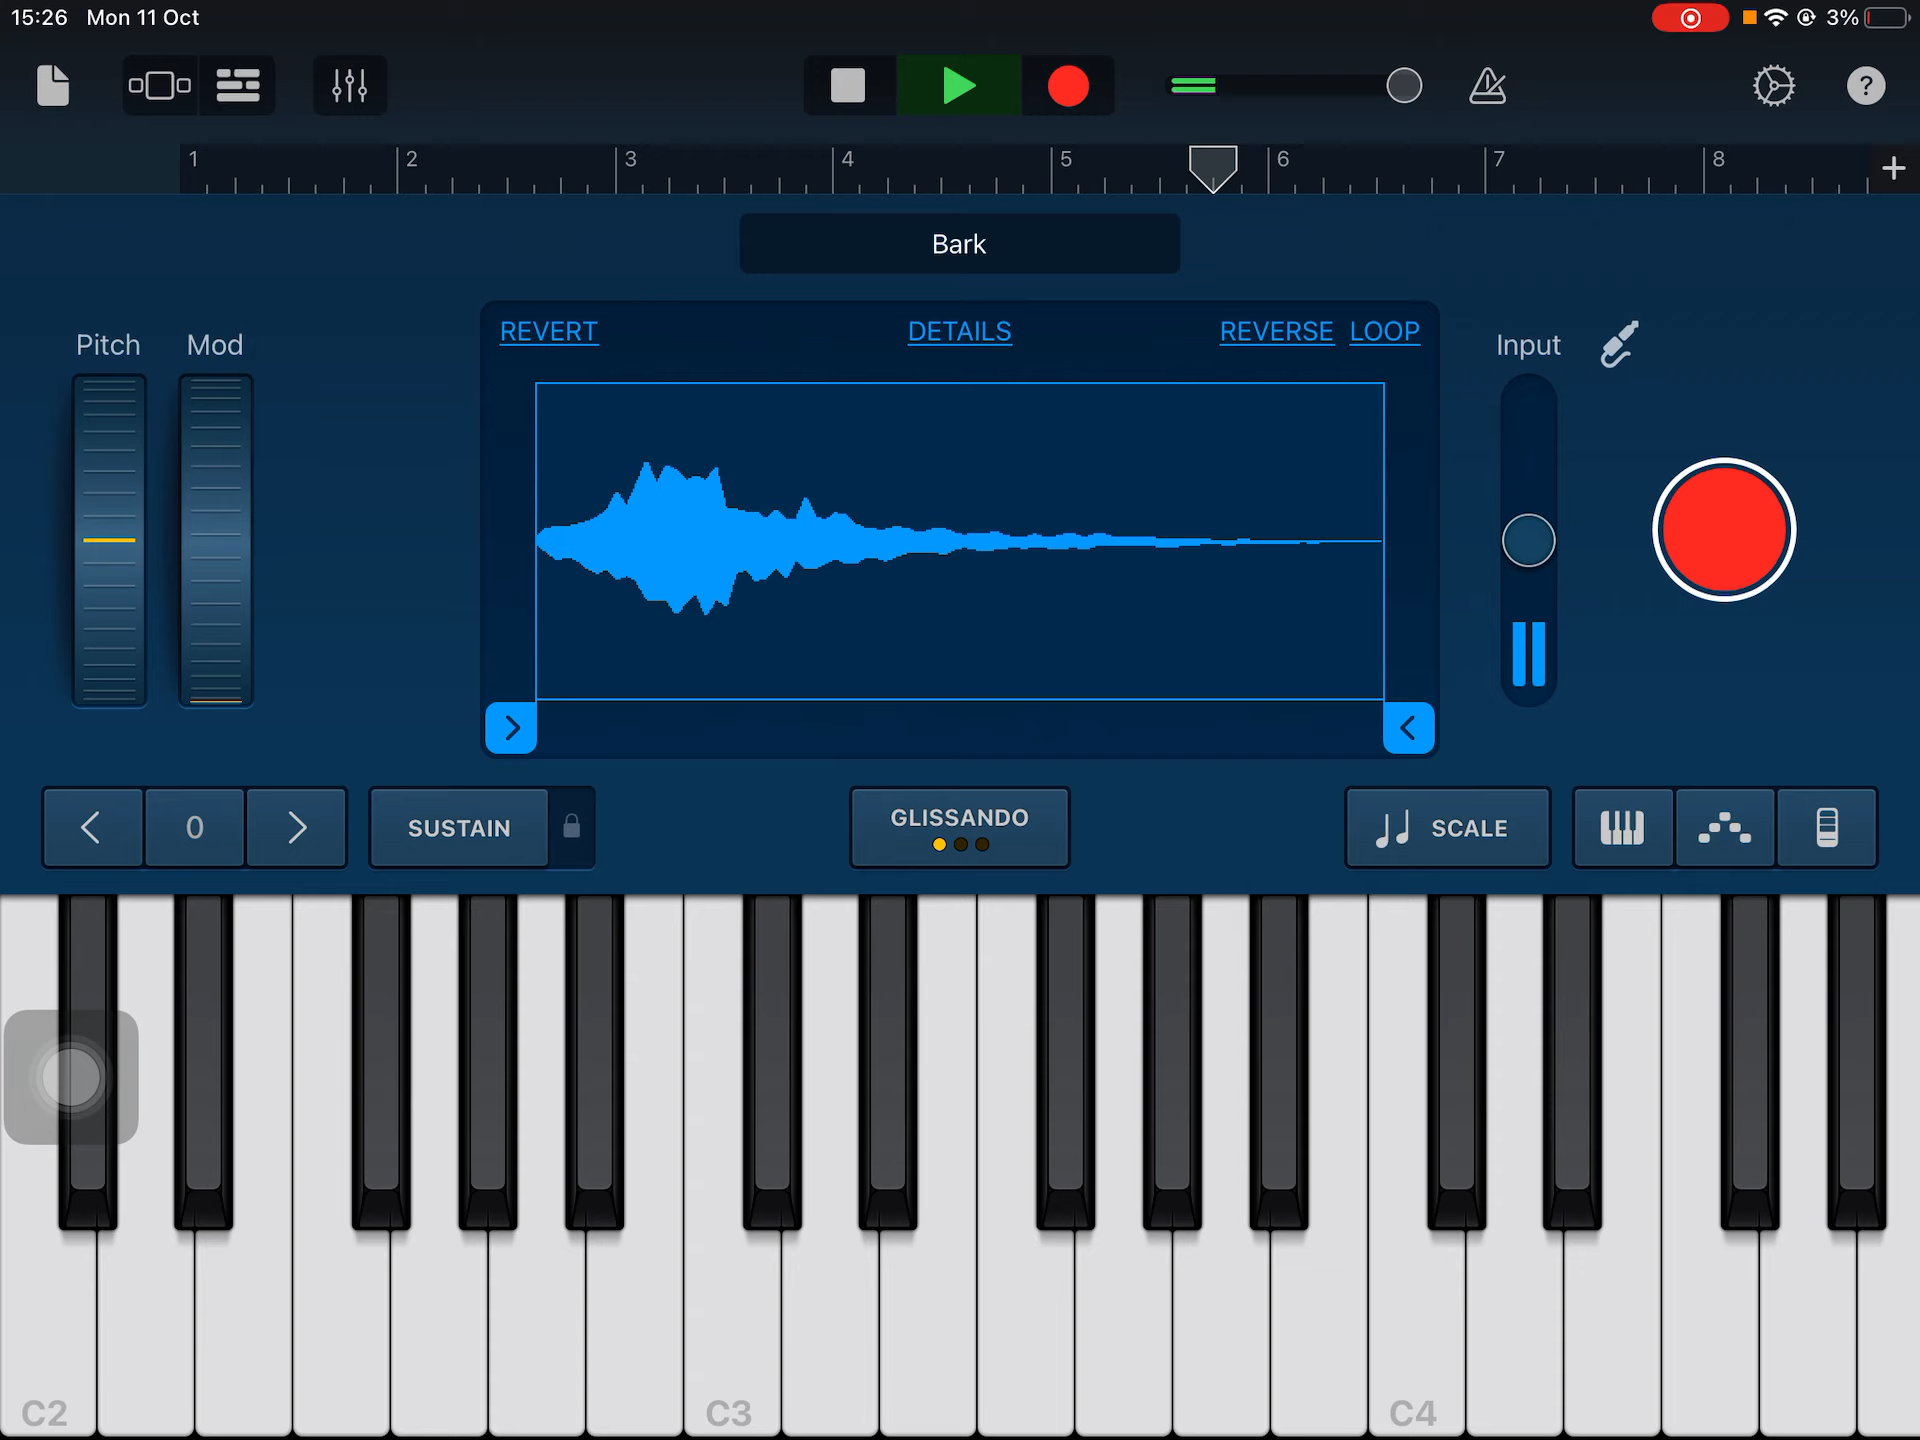 15:26 Mon 11 Oct 3%
?
1 2 3 4 5 6 7 8 +
Bark
Pitch Mod
REVERT DETAILS REVERSE LOOP
Input
0 SUSTAIN GLISSANDO SCALE
C2 C3 C4